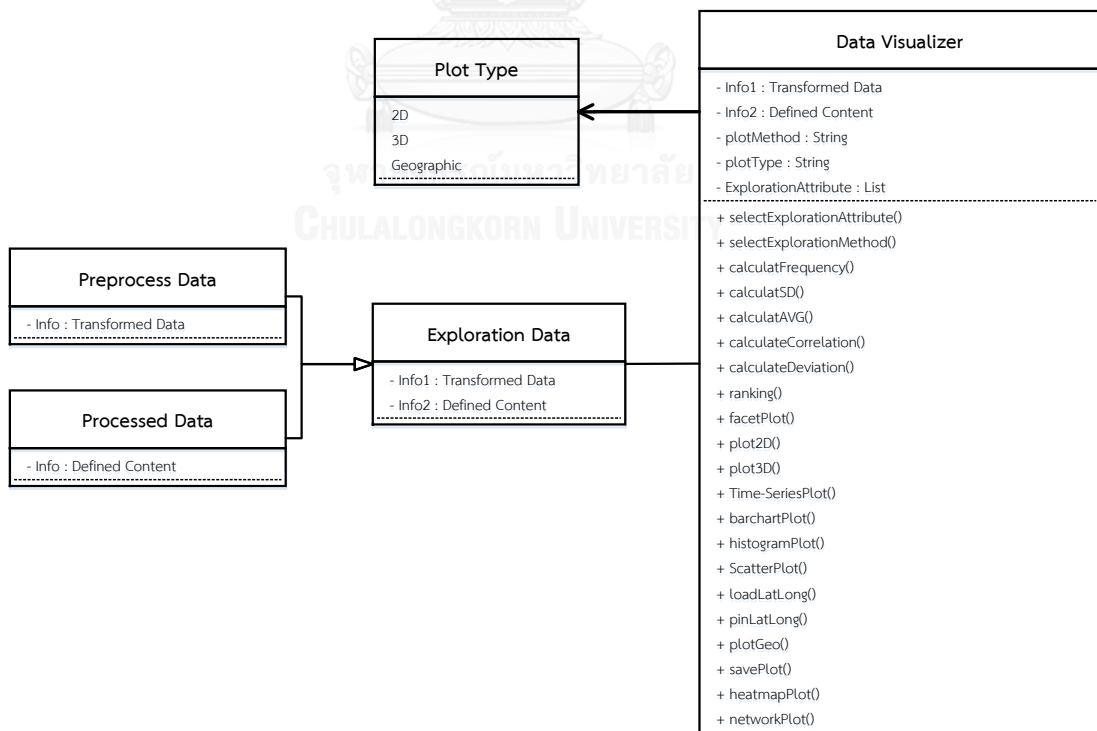 Plot Type
2D
3D
Geographic
Data Visualizer
- Info1 : Transformed Data
- Info2 : Defined Content
- plotMethod : String
- plotType : String
- ExplorationAttribute : List
+ selectExplorationAttribute()
+ selectExplorationMethod()
+ calculatFrequency()
+ calculatSD()
+ calculatAVG()
+ calculateCorrelation()
+ calculateDeviation()
+ ranking()
+ facetPlot()
+ plot2D()
+ plot3D()
+ Time-SeriesPlot()
+ barchartPlot()
+ histogramPlot()
+ ScatterPlot()
+ loadLatLong()
+ pinLatLong()
+ plotGeo()
+ savePlot()
+ heatmapPlot()
+ networkPlot()
CHULALONGKORN UNIVERSITY
Preprocess Data
- Info : Transformed Data
Processed Data
- Info : Defined Content
Exploration Data
- Info1 : Transformed Data
- Info2 : Defined Content